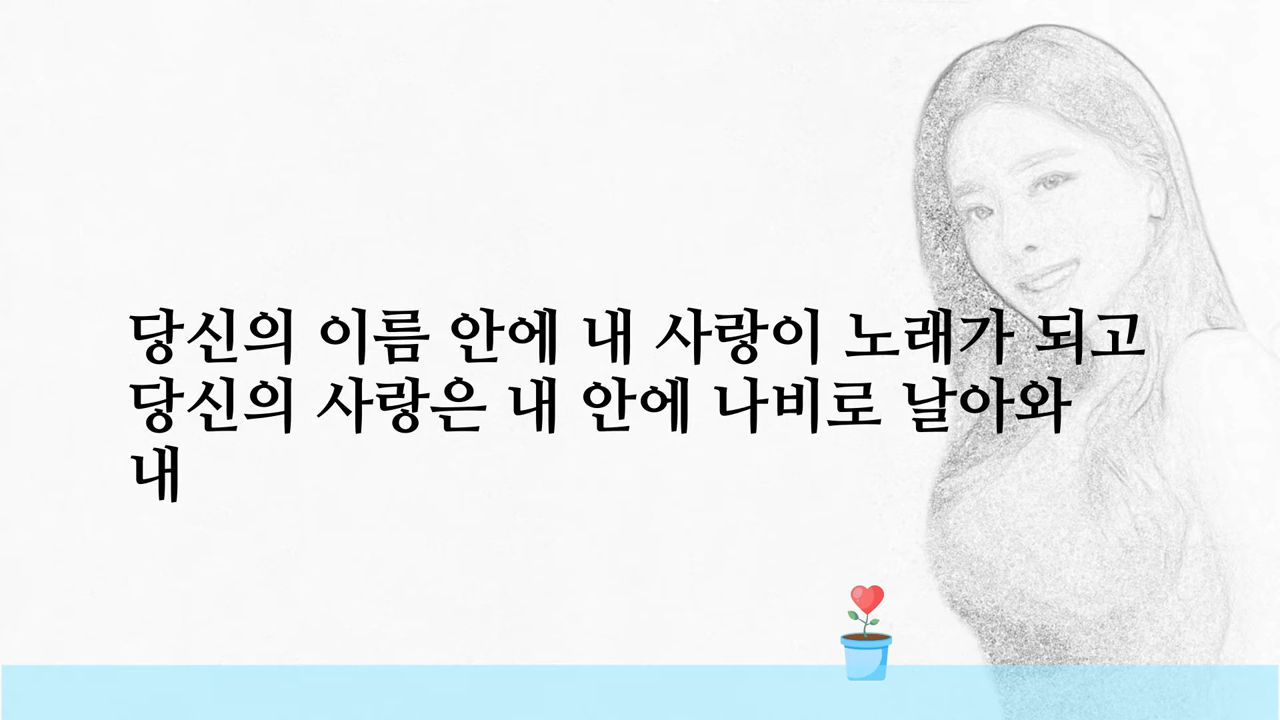 당신의 이름 안에 내 사랑이 노래가 되고
당신의 사랑은 내 안에 나비로 날아와
내